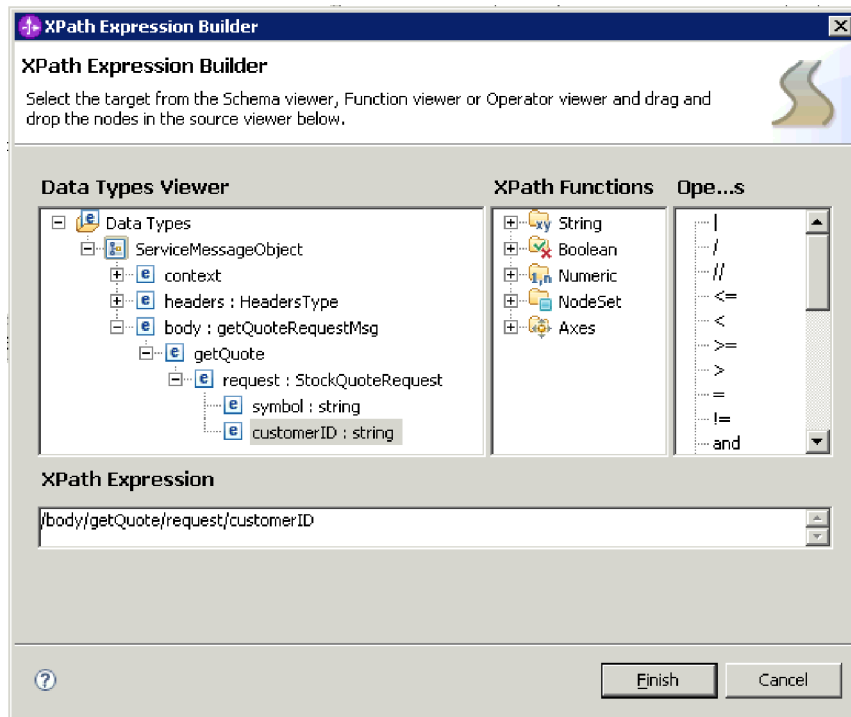 XPath Expression Builder
XPath Expression Builder
Select the target from the Schema viewer, Function viewer or Operator viewer and drag and
drop the nodes in the source viewer below.
Data Types Viewer
XPath Functions
Ope...s
Data Types
ServiceMessageObject
context
headers : HeadersType
body : getQuoteRequestMsg
getQuote
request : StockQuoteRequest
symbol : string
customerID : string
String
Boolean
Numeric
NodeSet
Axes
|
/
//
<=
<
>=
>
=
!=
and
XPath Expression
/body/getQuote/request/customerID
Finish
Cancel